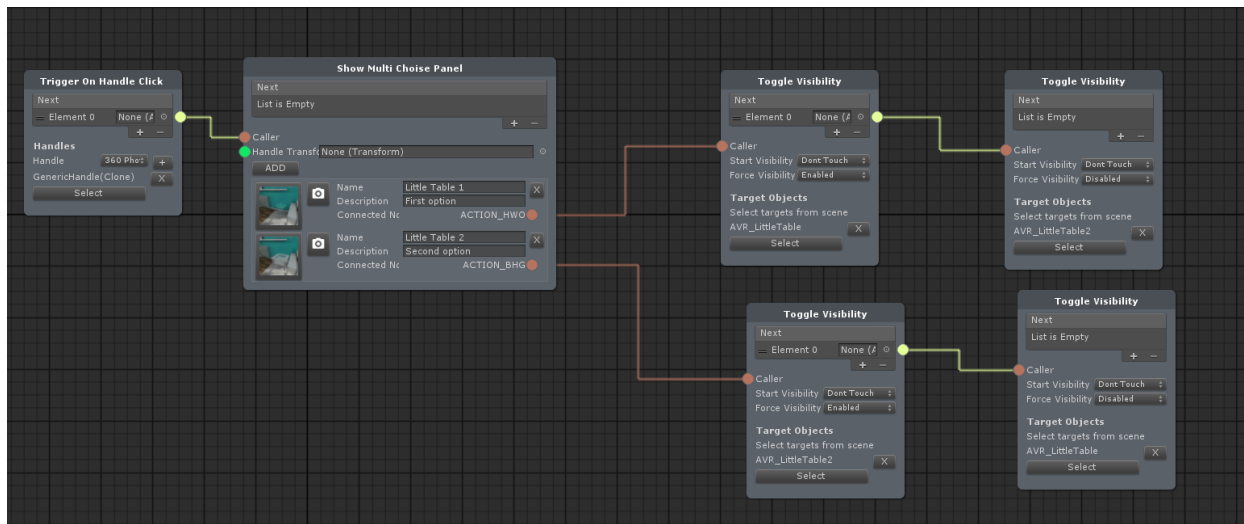 Trigger On Handle Click
Next
Element 0 None (A
+ -
Handles
Handle 360 Phot +
GenericHandle(Clone) X
Select
Show Multi Choise Panel
Next
List is Empty
+ -
Caller
Handle Transfc None (Transform)
ADD
Name Little Table 1 X
Description First option
Connected Nc ACTION_HWO
Name Little Table 2 X
Description Second option
Connected Nc ACTION_BHG
Toggle Visibility
Next
Element 0 None (A
+ -
Caller
Start Visibility Dont Touch
Force Visibility Enabled
Target Objects
Select targets from scene
AVR_LittleTable X
Select
Toggle Visibility
Next
List is Empty
+ -
Caller
Start Visibility Dont Touch
Force Visibility Disabled
Target Objects
Select targets from scene
AVR_LittleTable2 X
Select
Toggle Visibility
Next
Element 0 None (A
+ -
Caller
Start Visibility Dont Touch
Force Visibility Enabled
Target Objects
Select targets from scene
AVR_LittleTable2 X
Select
Toggle Visibility
Next
List is Empty
+ -
Caller
Start Visibility Dont Touch
Force Visibility Disabled
Target Objects
Select targets from scene
AVR_LittleTable X
Select